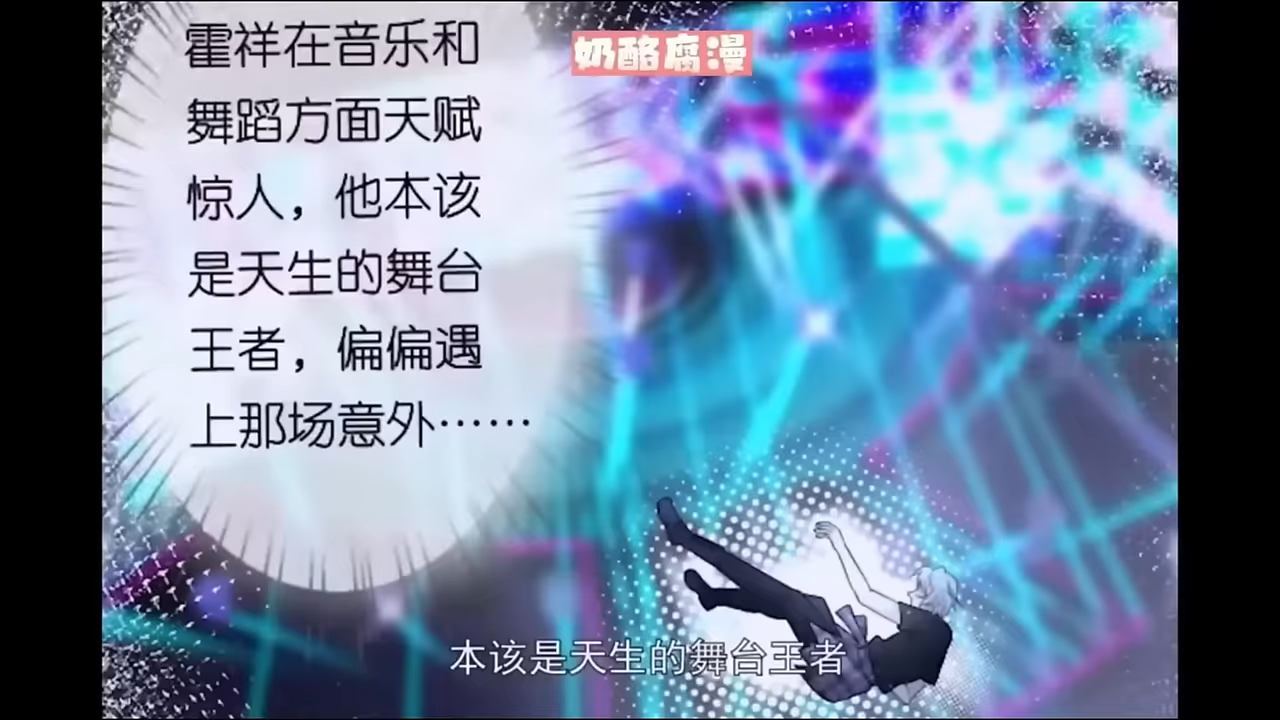 霍祥在音乐和
奶酪腐漫
舞蹈方面天赋
惊人，他本该
是天生的舞台
王者，偏偏遇
上那场意外……
本该是天生的舞台王者